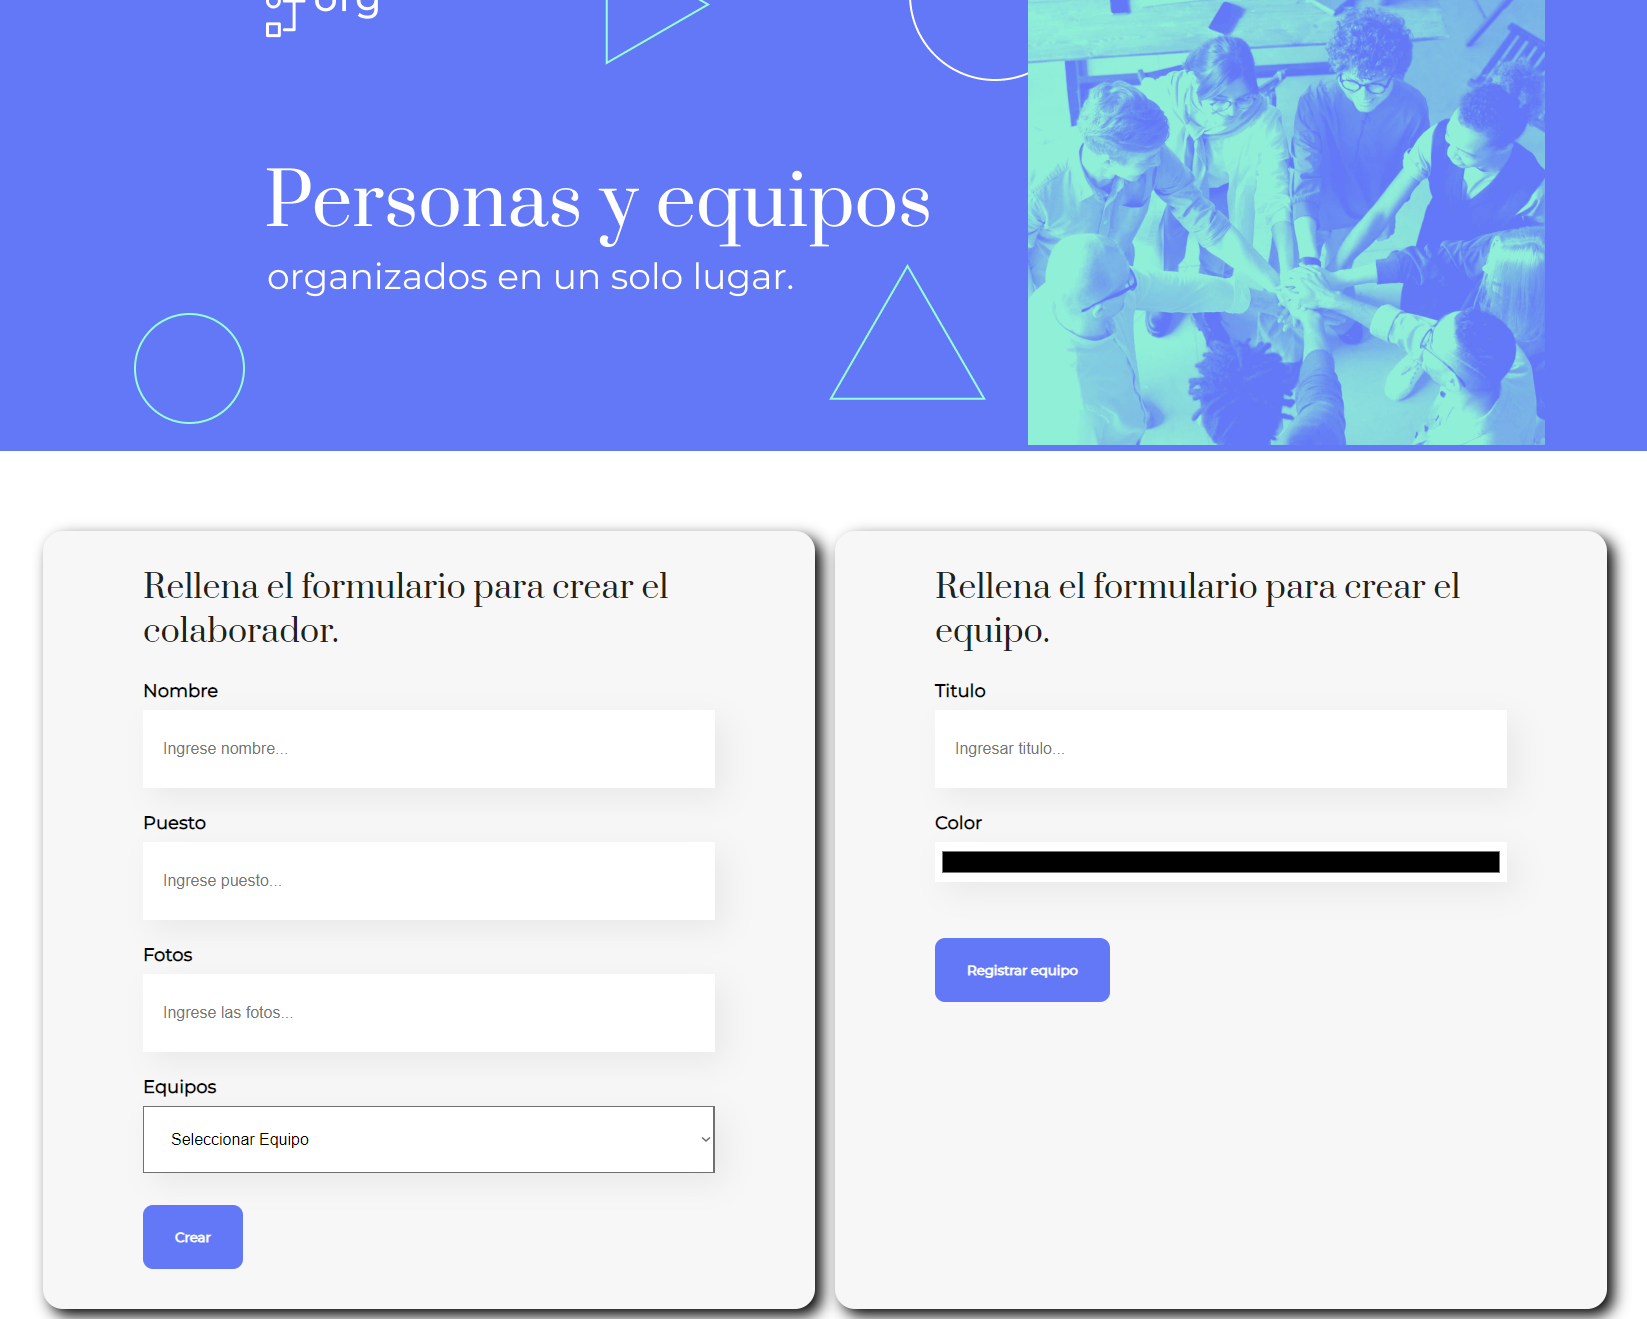 org
Personas y equipos
organizados en un solo lugar.
Rellena el formulario para crear el
colaborador.
Nombre
Ingrese nombre...
Puesto
Ingrese puesto...
Fotos
Ingrese las fotos...
Equipos
Seleccionar Equipo
Crear
Rellena el formulario para crear el
equipo.
Titulo
Ingresar titulo...
Color
Registrar equipo